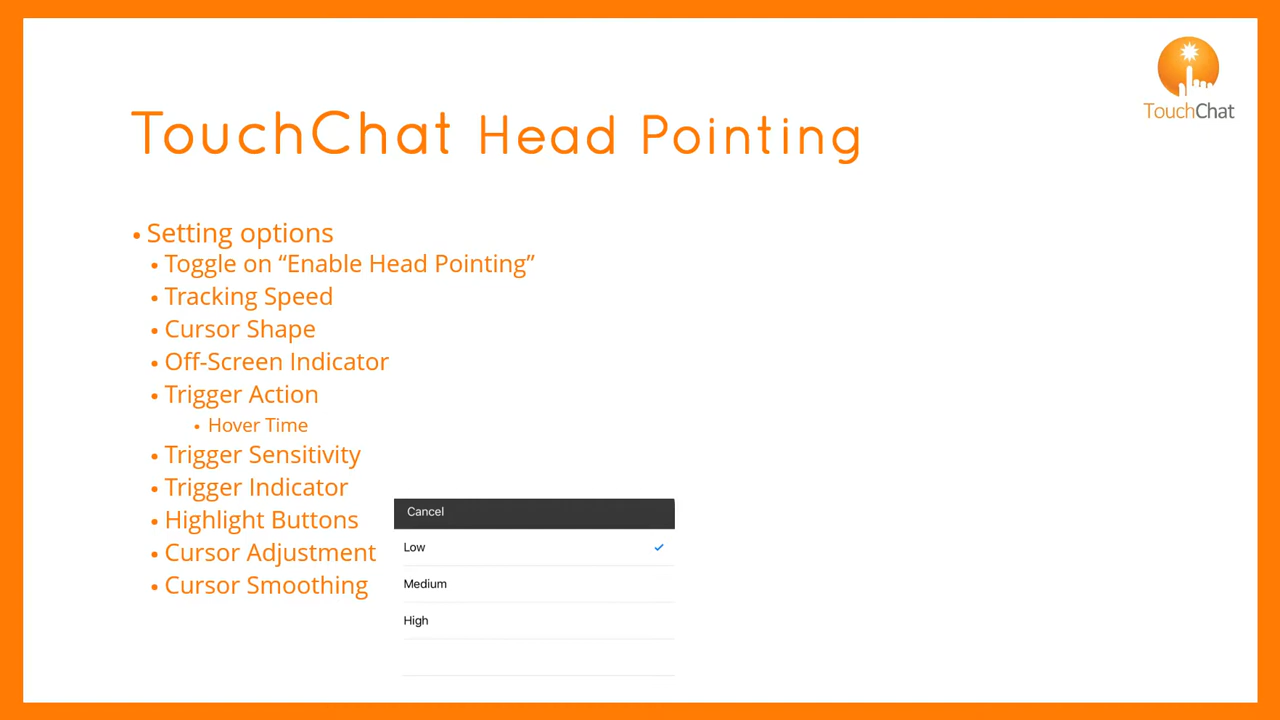 TouchChat
TouchChat Head Pointing
• Setting options
• Toggle on “Enable Head Pointing”
• Tracking Speed
• Cursor Shape
• Off-Screen Indicator
• Trigger Action
• Hover Time
• Trigger Sensitivity
• Trigger Indicator
• Highlight Buttons
• Cursor Adjustment
• Cursor Smoothing
Cancel
Low
Medium
High